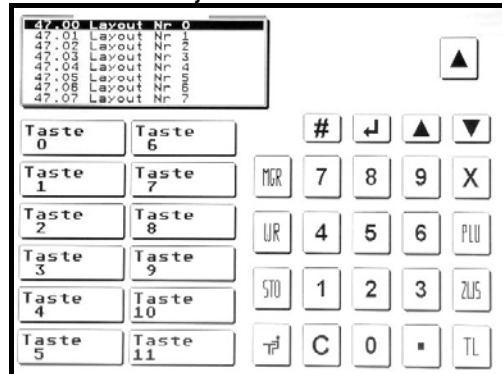 47.00 Layout Nr 0
47.01 Layout Nr 1
47.02 Layout Nr 2
47.03 Layout Nr 3
47.04 Layout Nr 4
47.05 Layout Nr 5
47.06 Layout Nr 6
47.07 Layout Nr 7
Taste 0 Taste 6
Taste 1 Taste 7
Taste 2 Taste 8
Taste 3 Taste 9
Taste 4 Taste 10
Taste 5 Taste 11
▲
# ↵ ▲ ▼
MGR 7 8 9 X
WR 4 5 6 PLU
STO 1 2 3 ZUS
C 0 . TL